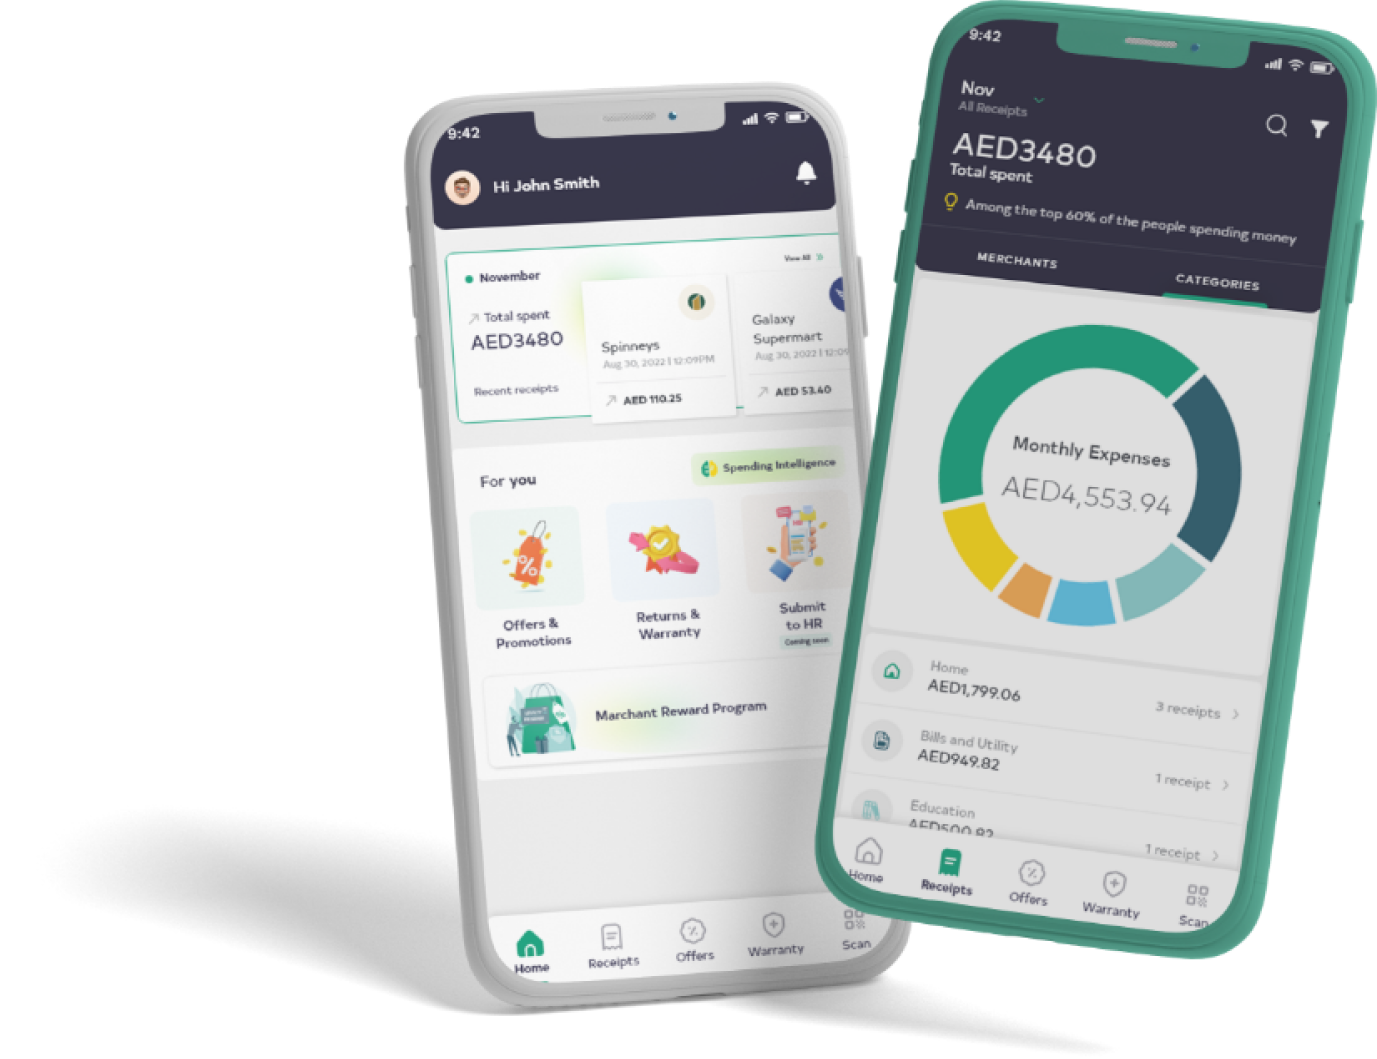 9:42
Hi John Smith
November
View All
Total spent
AED3480
Recent receipts
Spinneys
Aug 30, 2022 | 12:09PM
AED 110.25
Galaxy
Supermart
Aug 30, 2022 | 12:09
AED 53.40
For you
Spending Intelligence
Offers &
Promotions
Returns &
Warranty
Submit
to HR
Coming soon
Marchant Reward Program
Home
Receipts
Offers
Warranty
Scan
9:42
Nov
All Receipts
AED3480
Total spent
Among the top 60% of the people spending money
MERCHANTS
CATEGORIES
Monthly Expenses
AED4,553.94
Home
AED1,799.06
3 receipts
Bills and Utility
AED949.82
1 receipt
Education
AED500.82
1 receipt
Home
Receipts
Offers
Warranty
Scan